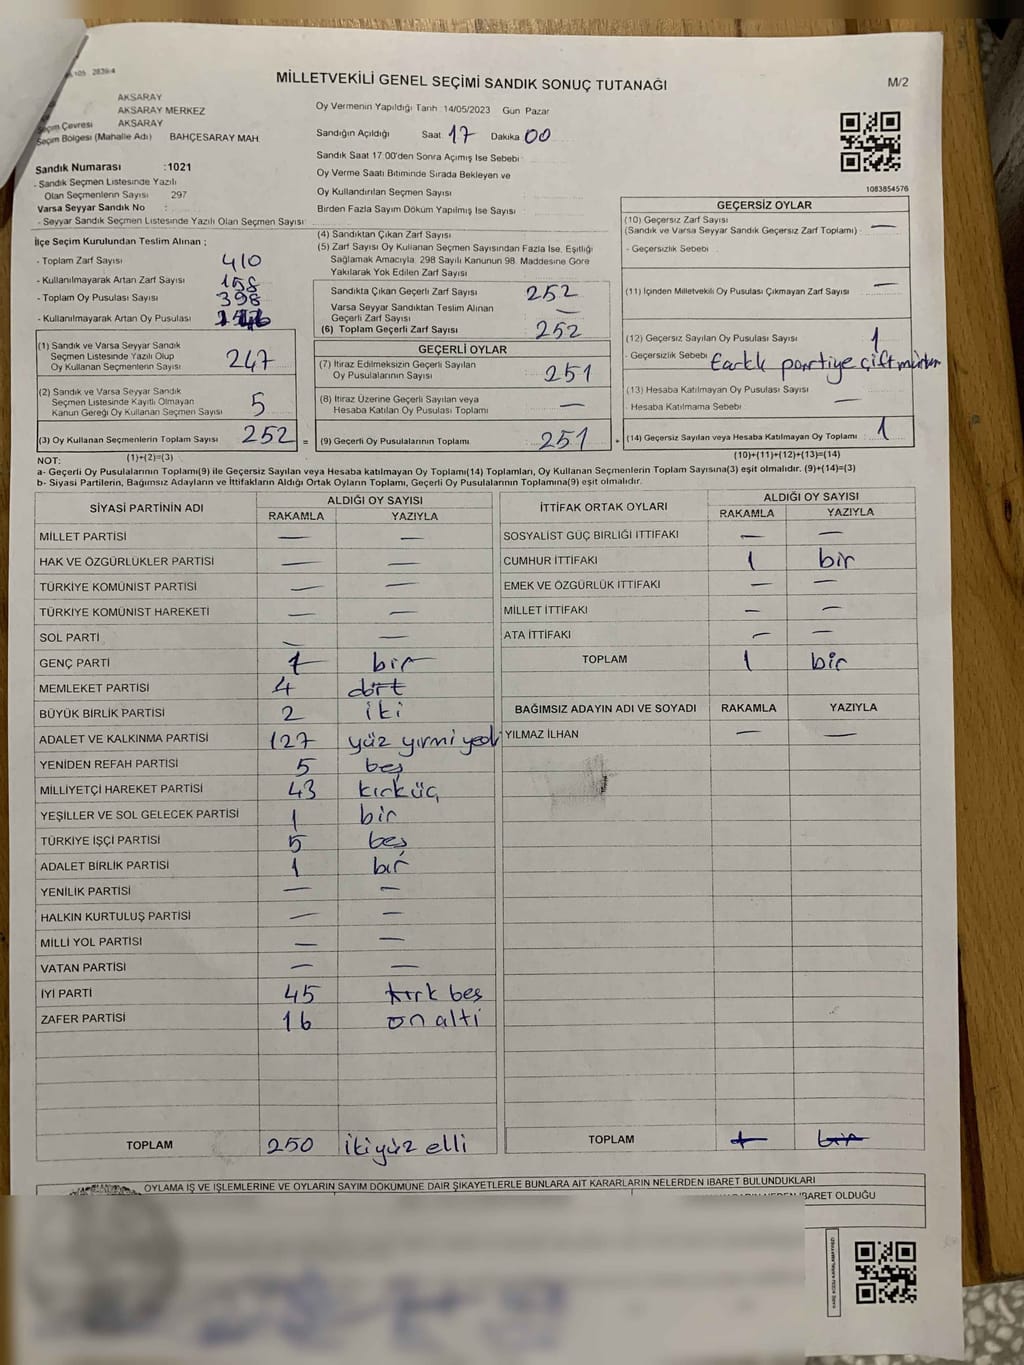 105 2839/4
MİLLETVEKİLİ GENEL SEÇİMİ SANDIK SONUÇ TUTANAĞI
M/2
AKSARAY
AKSARAY MERKEZ
Seçim Çevresi AKSARAY
Seçim Bölgesi (Mahalle Adı) BAHÇESARAY MAH
Sandık Numarası :1021
- Sandık Seçmen Listesinde Yazılı
Olan Seçmenlerin Sayısı 297
Varsa Seyyar Sandık No :
- Seyyar Sandık Seçmen Listesinde Yazılı Olan Seçmen Sayısı
Oy Vermenin Yapıldığı Tarih 14/05/2023 Gün Pazar
Sandığın Açıldığı Saat 17 Dakika 00
Sandık Saat 17 00'den Sonra Açımış İse Sebebi
Oy Verme Saati Bitiminde Sırada Bekleyen ve
Oy Kullandırılan Seçmen Sayısı
Birden Fazla Sayım Döküm Yapılmış İse Sayısı
1083854576
İlçe Seçim Kurulundan Teslim Alınan ;
- Toplam Zarf Sayısı 410
- Kullanılmayarak Artan Zarf Sayısı 158
- Toplam Oy Pusulası Sayısı 398
- Kullanılmayarak Artan Oy Pusulası
(1) Sandık ve Varsa Seyyar Sandık
Seçmen Listesinde Yazılı Olup
Oy Kullanan Seçmenlerin Sayısı 247
(2) Sandık ve Varsa Seyyar Sandık
Seçmen Listesinde Kayıtlı Olmayan
Kanun Gereği Oy Kullanan Seçmen Sayısı 5
(3) Oy Kullanan Seçmenlerin Toplam Sayısı 252 =
(4) Sandıktan Çıkan Zarf Sayısı
(5) Zarf Sayısı Oy Kullanan Seçmen Sayısından Fazla İse, Eşitliği
Sağlamak Amacıyla, 298 Sayılı Kanunun 98. Maddesine Göre
Yakılarak Yok Edilen Zarf Sayısı
Sandıkta Çıkan Geçerli Zarf Sayısı 252
Varsa Seyyar Sandıktan Teslim Alınan
Geçerli Zarf Sayısı —
(6) Toplam Geçerli Zarf Sayısı 252
GEÇERLİ OYLAR
(7) İtiraz Edilmeksizin Geçerli Sayılan
Oy Pusulalarının Sayısı 251
(8) İtiraz Üzerine Geçerli Sayılan veya
Hesaba Katılan Oy Pusulası Toplamı —
(9) Geçerli Oy Pusulalarının Toplamı 251 +
GEÇERSİZ OYLAR
(10) Geçersiz Zarf Sayısı
(Sandık ve Varsa Seyyar Sandık Geçersiz Zarf Toplamı) —
- Geçersizlik Sebebi
(11) İçinden Milletvekili Oy Pusulası Çıkmayan Zarf Sayısı —
(12) Geçersiz Sayılan Oy Pusulası Sayısı 1
- Geçersizlik Sebebi farklı partiye çift mühür
(13) Hesaba Katılmayan Oy Pusulası Sayısı —
- Hesaba Katılmama Sebebi
(14) Geçersiz Sayılan veya Hesaba Katılmayan Oy Toplamı 1
NOT: (1)+(2)=(3) (10)+(11)+(12)+(13)=(14)
a- Geçerli Oy Pusulalarının Toplamı(9) ile Geçersiz Sayılan veya Hesaba katılmayan Oy Toplamı(14) Toplamları, Oy Kullanan Seçmenlerin Toplam Sayısına(3) eşit olmalıdır. (9)+(14)=(3)
b- Siyasi Partilerin, Bağımsız Adayların ve İttifakların Aldığı Ortak Oyların Toplamı, Geçerli Oy Pusulalarının Toplamına(9) eşit olmalıdır.
SİYASİ PARTİNİN ADI ALDIĞI OY SAYISI
RAKAMLA YAZIYLA
MİLLET PARTİSİ — —
HAK VE ÖZGÜRLÜKLER PARTİSİ — —
TÜRKİYE KOMÜNİST PARTİSİ — —
TÜRKİYE KOMÜNİST HAREKETİ — —
SOL PARTİ — —
GENÇ PARTİ 1 bir
MEMLEKET PARTİSİ 4 dört
BÜYÜK BİRLİK PARTİSİ 2 iki
ADALET VE KALKINMA PARTİSİ 127 yüz yirmi yedi
YENİDEN REFAH PARTİSİ 5 beş
MİLLİYETÇİ HAREKET PARTİSİ 43 kırküç
YEŞİLLER VE SOL GELECEK PARTİSİ 1 bir
TÜRKİYE İŞÇİ PARTİSİ 5 beş
ADALET BİRLİK PARTİSİ 1 bir
YENİLİK PARTİSİ — —
HALKIN KURTULUŞ PARTİSİ — —
MİLLİ YOL PARTİSİ — —
VATAN PARTİSİ — —
İYİ PARTİ 45 kırk beş
ZAFER PARTİSİ 16 on altı
TOPLAM 250 ikiyüz elli
İTTİFAK ORTAK OYLARI ALDIĞI OY SAYISI
RAKAMLA YAZIYLA
SOSYALİST GÜÇ BİRLİĞİ İTTİFAKI — —
CUMHUR İTTİFAKI 1 bir
EMEK VE ÖZGÜRLÜK İTTİFAKI — —
MİLLET İTTİFAKI — —
ATA İTTİFAKI — —
TOPLAM 1 bir
BAĞIMSIZ ADAYIN ADI VE SOYADI RAKAMLA YAZIYLA
YILMAZ İLHAN — —
TOPLAM 1 bir
OYLAMA İŞ VE İŞLEMLERİNE VE OYLARIN SAYIM DÖKÜMÜNE DAİR ŞİKAYETLERLE BUNLARA AİT KARARLARIN NELERDEN İBARET BULUNDUKLARI
İBARET OLDUĞU